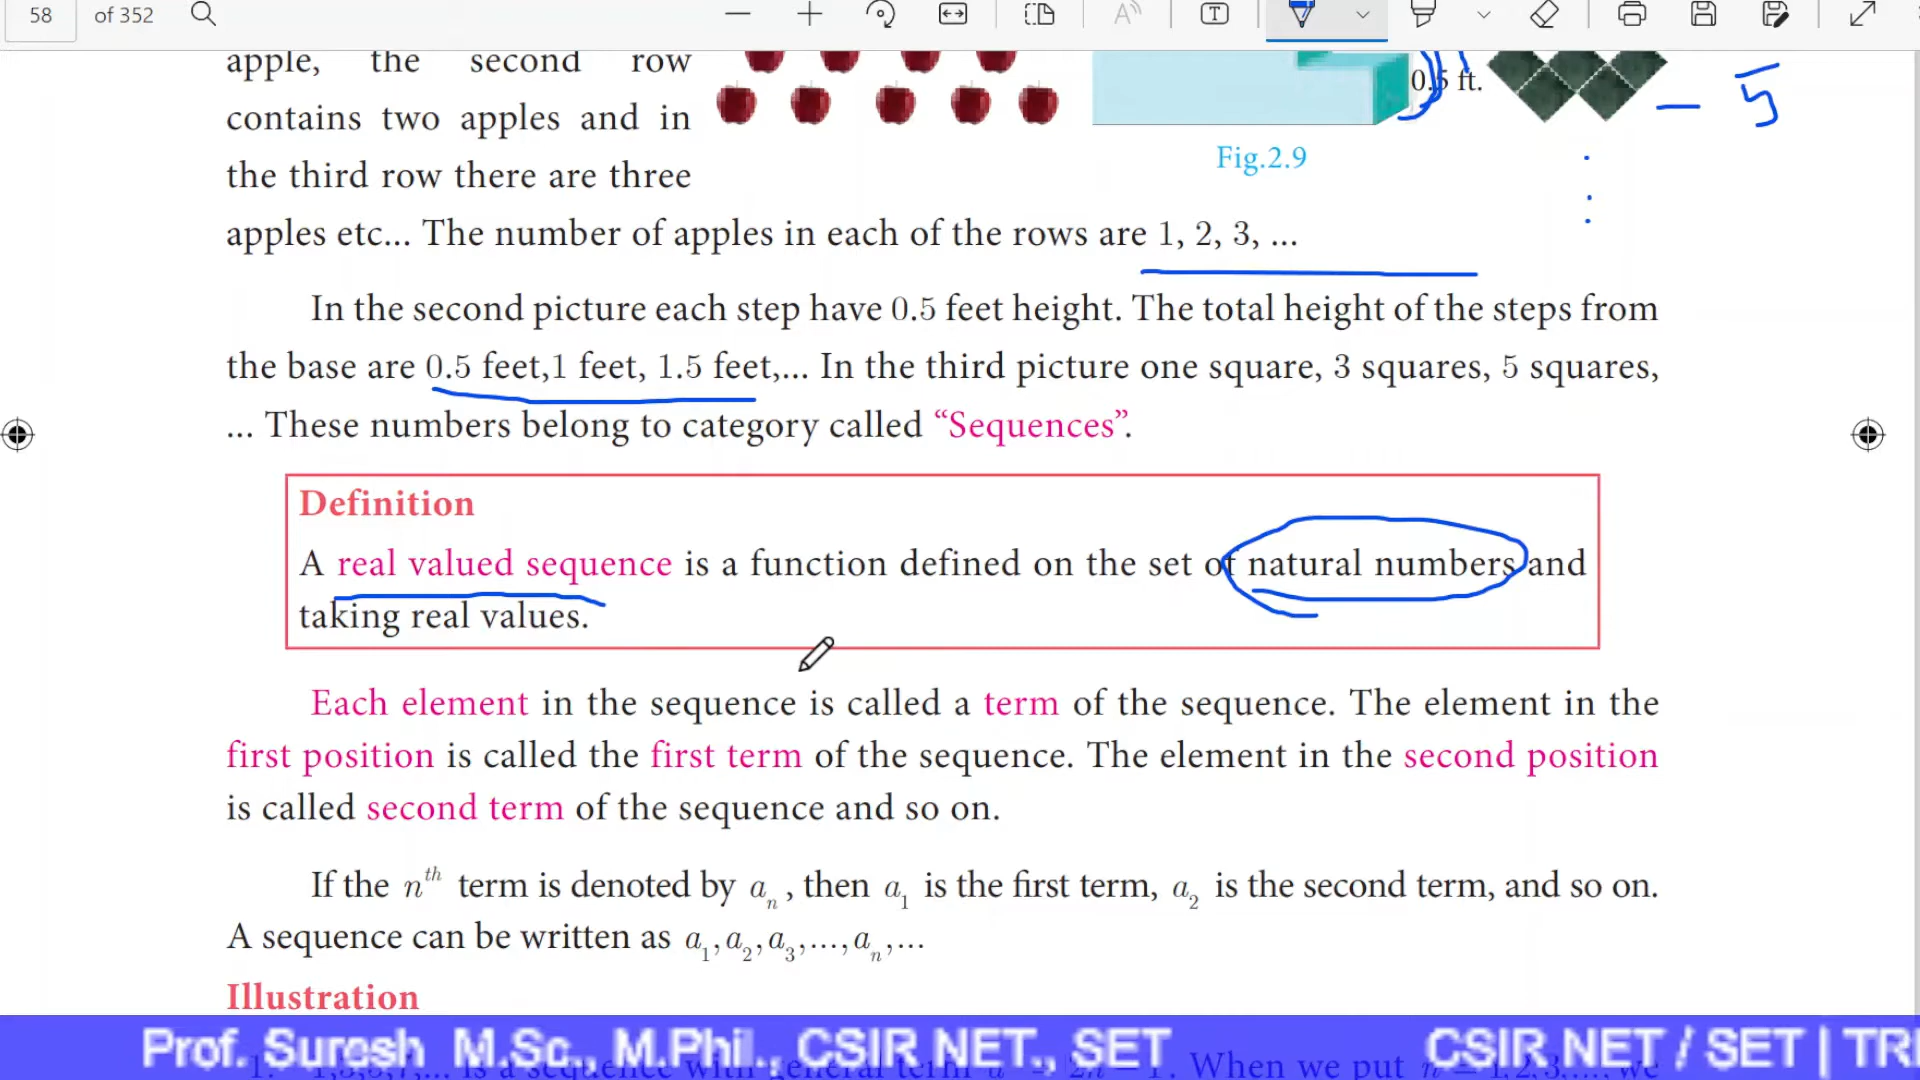 58 of 352
apple, the second row
contains two apples and in
the third row there are three
apples etc... The number of apples in each of the rows are 1, 2, 3, ...
0.5 ft.
– 5
Fig.2.9
In the second picture each step have 0.5 feet height. The total height of the steps from
the base are 0.5 feet,1 feet, 1.5 feet,... In the third picture one square, 3 squares, 5 squares,
... These numbers belong to category called “Sequences”.
Definition
A real valued sequence is a function defined on the set of natural numbers and
taking real values.
Each element in the sequence is called a term of the sequence. The element in the
first position is called the first term of the sequence. The element in the second position
is called second term of the sequence and so on.
If the nᵗʰ term is denoted by aₙ, then a₁ is the first term, a₂ is the second term, and so on.
A sequence can be written as a₁, a₂, a₃, ..., aₙ, ...
Illustration
Prof. Suresh M.Sc., M.Phil., CSIR NET., SET CSIR NET / SET | TR
When we put